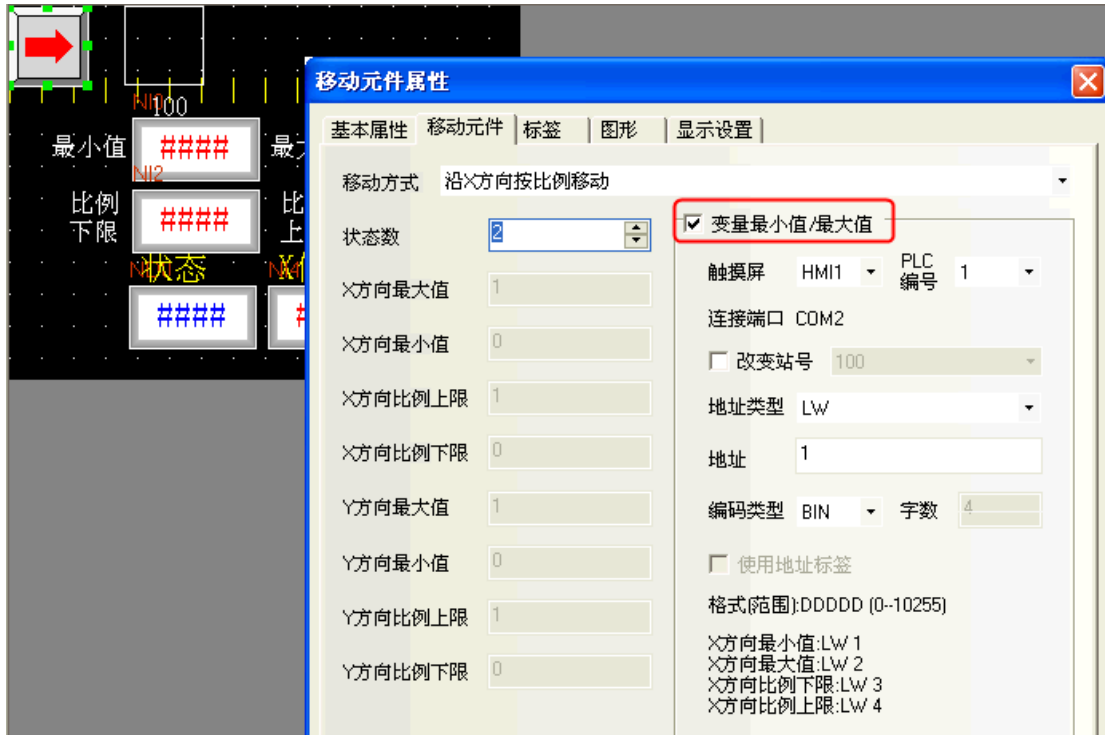 移动元件属性
基本属性 移动元件 标签 图形 显示设置
移动方式 沿X方向按比例移动
状态数 2
X方向最大值 1
X方向最小值 0
X方向比例上限 1
X方向比例下限 0
Y方向最大值 1
Y方向最小值 0
Y方向比例上限 1
Y方向比例下限 0
变量最小值/最大值
触摸屏 HMI1 PLC编号 1
连接端口 COM2
改变站号 100
地址类型 LW
地址 1
编码类型 BIN 字数 4
使用地址标签
格式(范围):DDDDD (0--10255)
X方向最小值:LW 1
X方向最大值:LW 2
X方向比例下限:LW 3
X方向比例上限:LW 4
100
最小值 ####
NI2
比例
下限 ####
状态
####